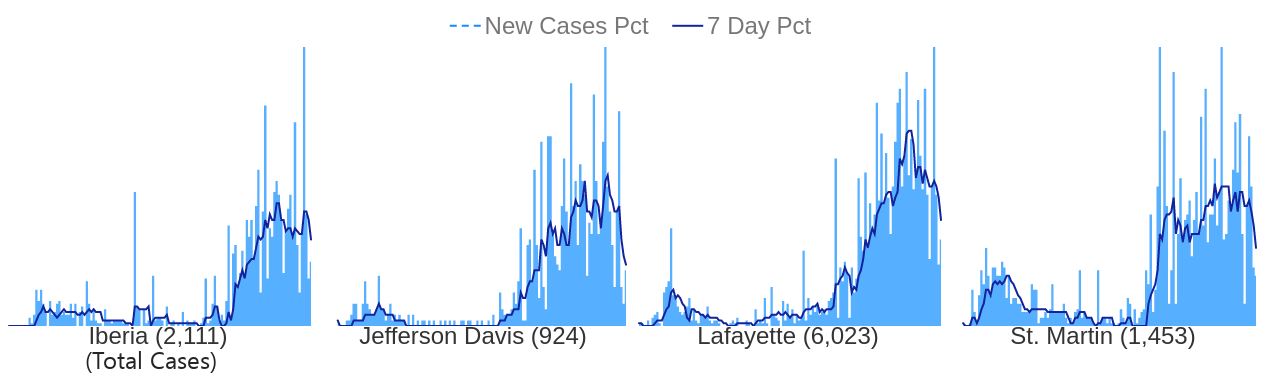 New Cases Pct 7 Day Pct
Iberia (2,111) Jefferson Davis (924) Lafayette (6,023) St. Martin (1,453)
(Total Cases)